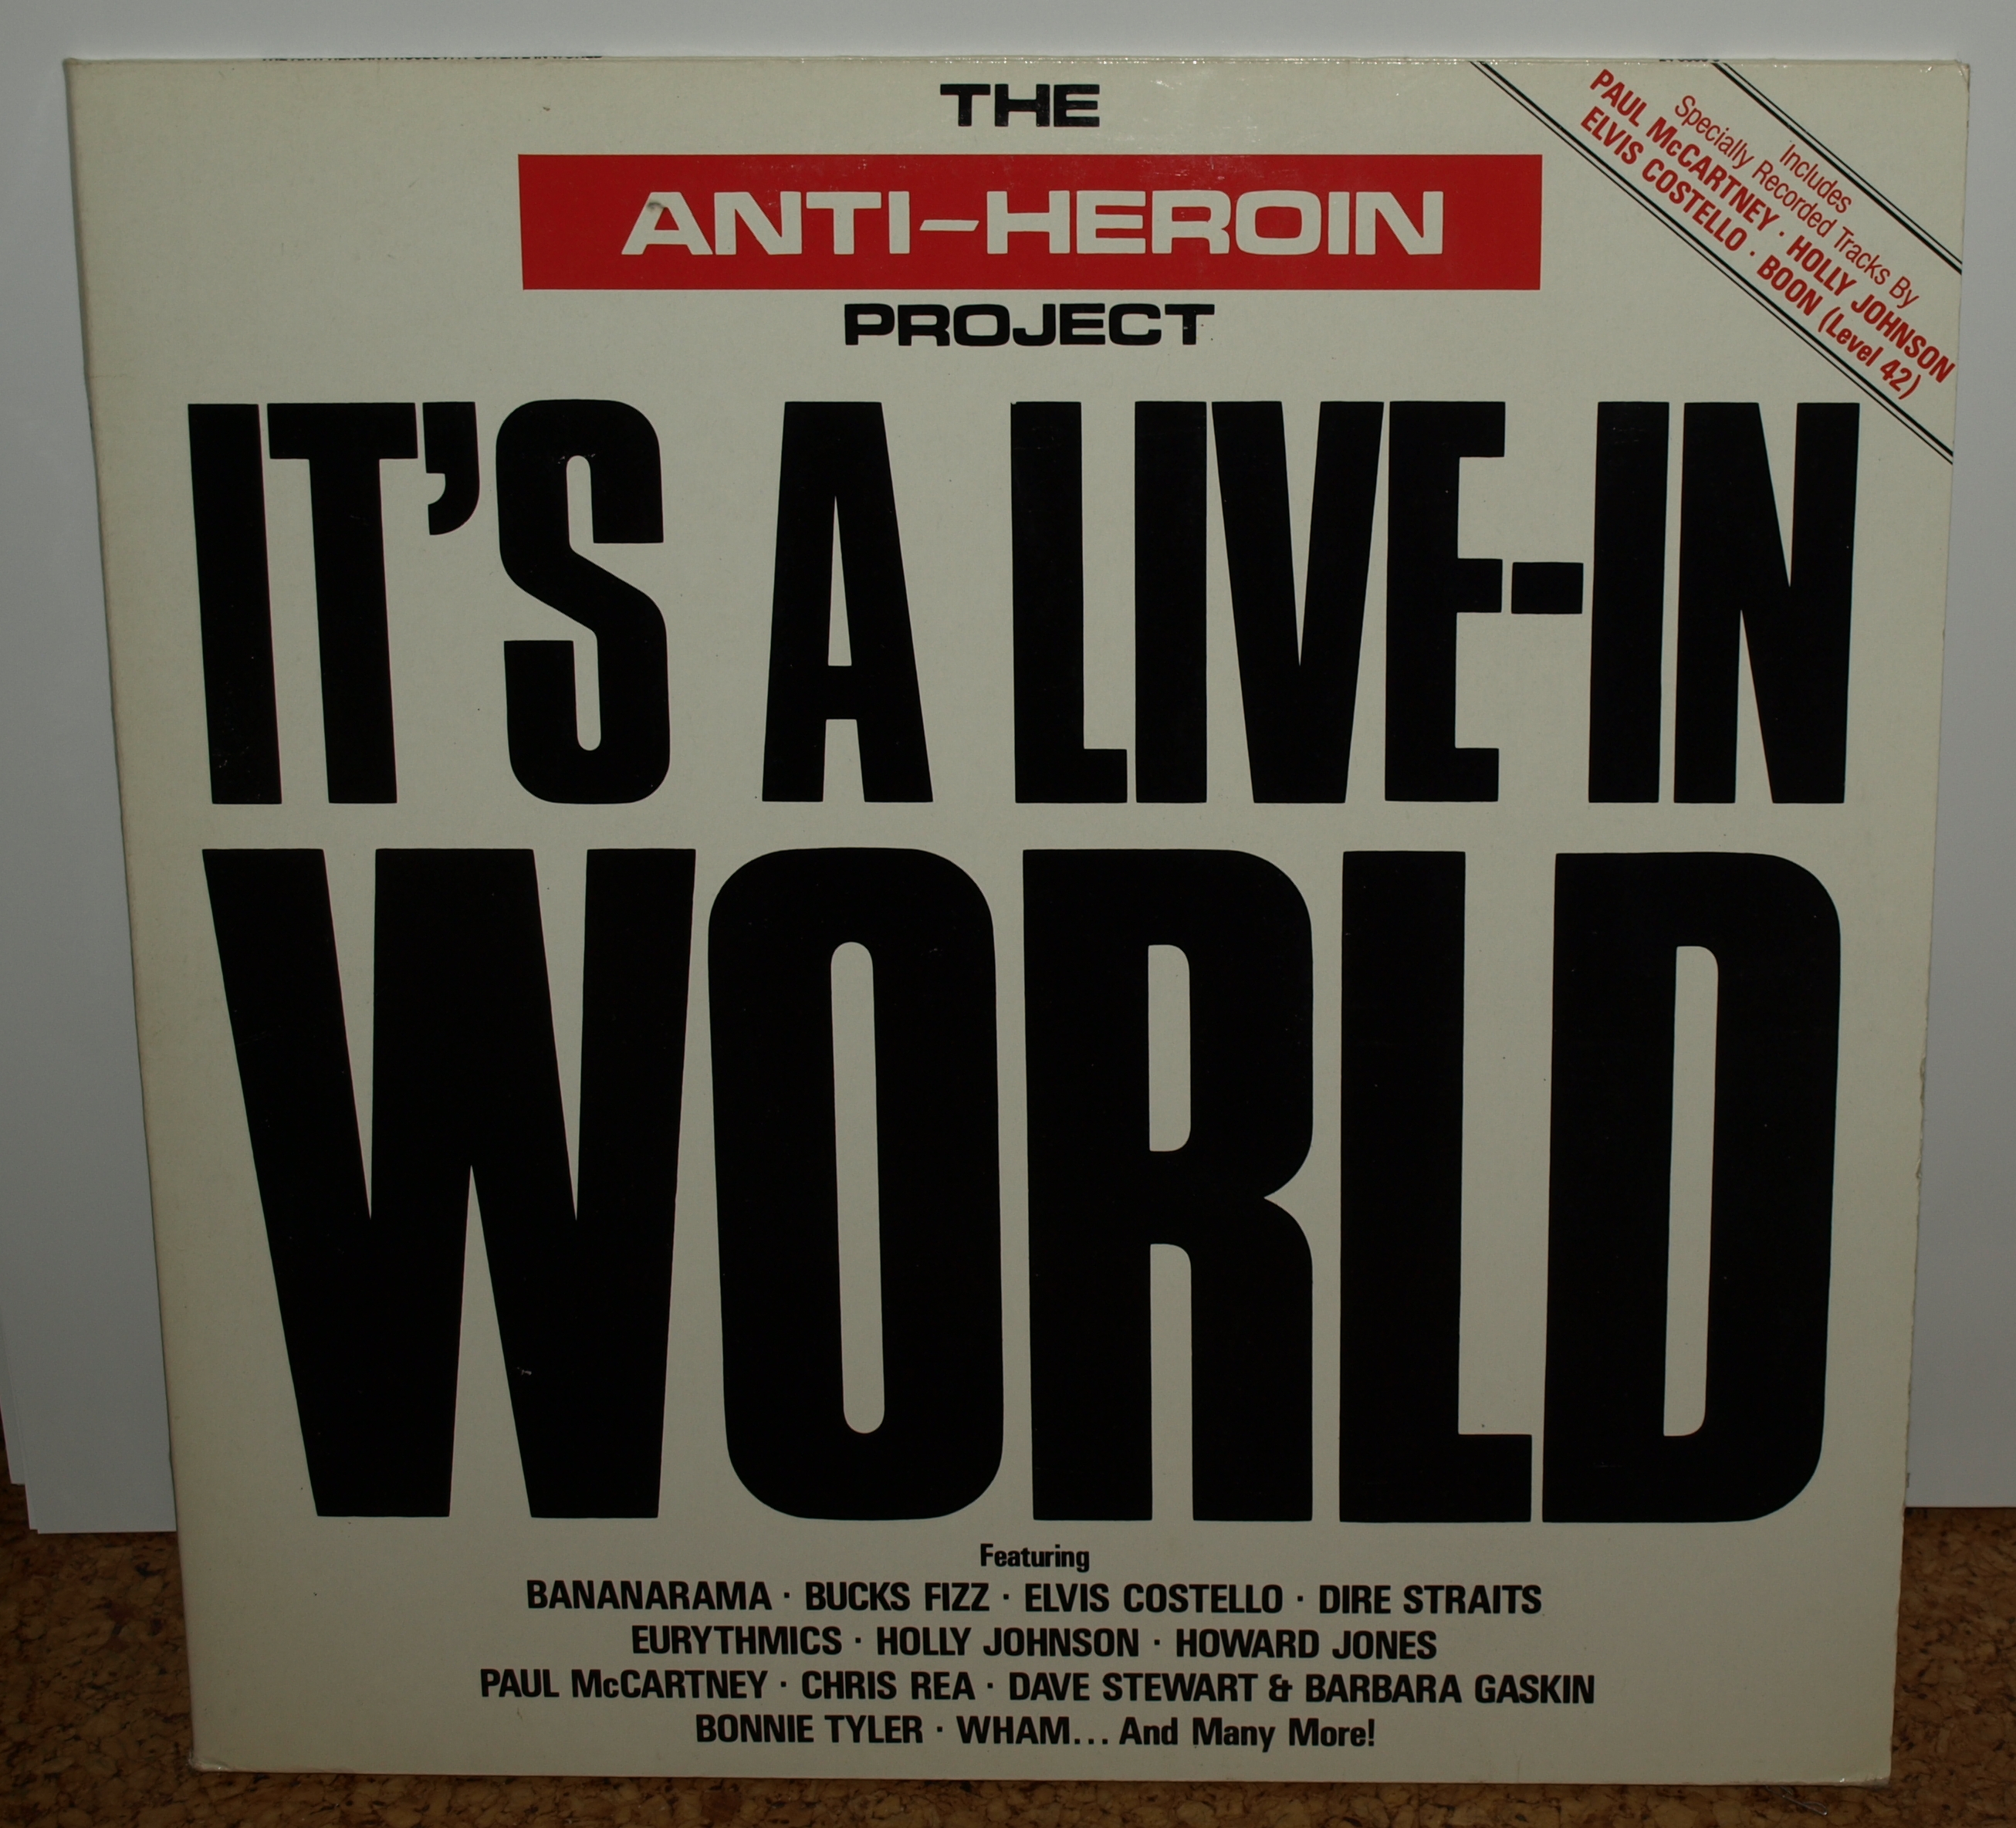 THE
ANTI-HEROIN
PROJECT
Includes
Specially Recorded Tracks By
PAUL McCARTNEY · HOLLY JOHNSON
ELVIS COSTELLO · BOON (Level 42)
IT'S A LIVE-IN
WORLD
Featuring
BANANARAMA · BUCKS FIZZ · ELVIS COSTELLO · DIRE STRAITS
EURYTHMICS · HOLLY JOHNSON · HOWARD JONES
PAUL McCARTNEY · CHRIS REA · DAVE STEWART & BARBARA GASKIN
BONNIE TYLER · WHAM... And Many More!